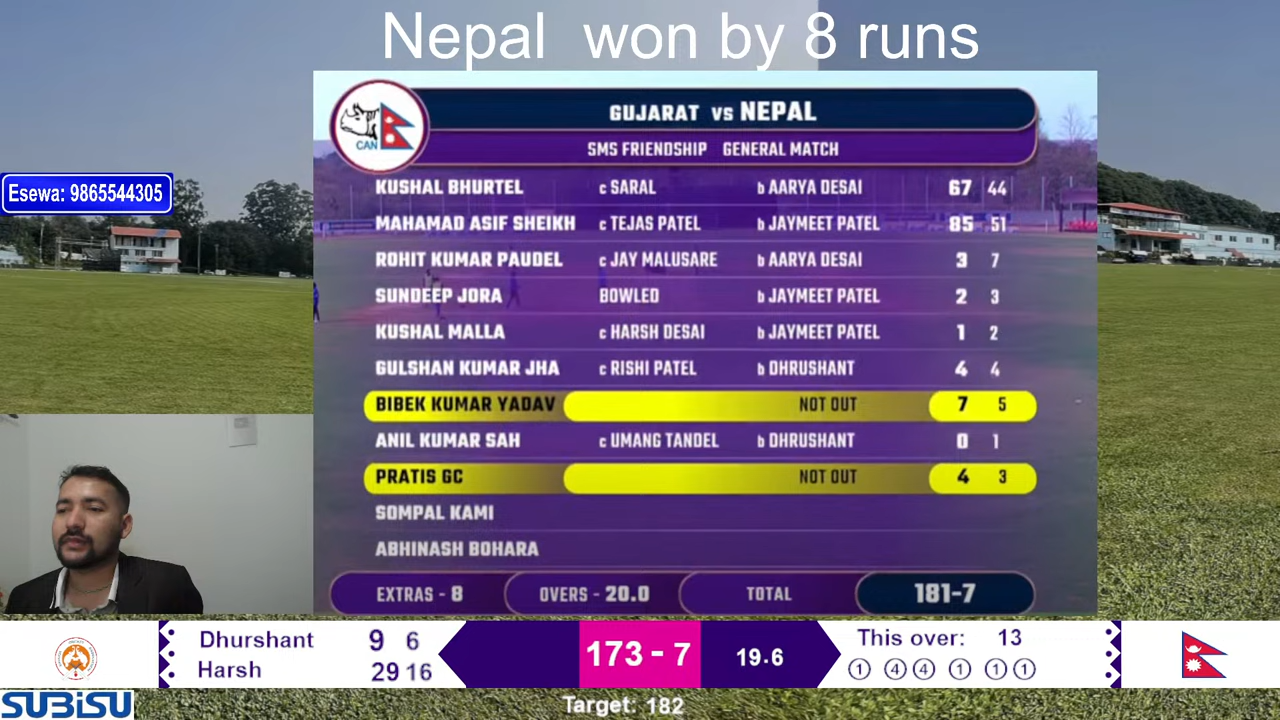 Nepal won by 8 runs
GUJARAT vs NEPAL
CAN
SMS FRIENDSHIP GENERAL MATCH
Esewa: 9865544305
KUSHAL BHURTEL c SARAL b AARYA DESAI 67 44
MAHAMAD ASIF SHEIKH c TEJAS PATEL b JAYMEET PATEL 85 51
ROHIT KUMAR PAUDEL c JAY MALUSARE b AARYA DESAI 3 7
SUNDEEP JORA BOWLED b JAYMEET PATEL 2 3
KUSHAL MALLA c HARSH DESAI b JAYMEET PATEL 1 2
GULSHAN KUMAR JHA c RISHI PATEL b DHRUSHANT 4 4
BIBEK KUMAR YADAV NOT OUT 7 5
ANIL KUMAR SAH c UMANG TANDEL b DHRUSHANT 0 1
PRATIS GC NOT OUT 4 3
SOMPAL KAMI
ABHINASH BOHARA
EXTRAS - 8 OVERS - 20.0 TOTAL 181-7
Dhurshant 9 6
Harsh 29 16
173 - 7 19.6
This over: 13
1 4 4 1 1 1
SUBISU
Target: 182